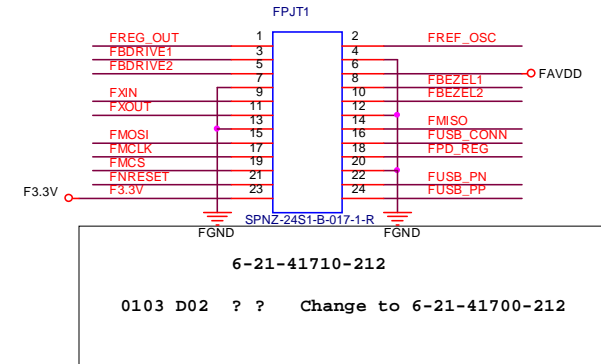 FPJT1
FREG_OUT 1 2 FREF_OSC
FBDRIVE1 3 4
FBDRIVE2 5 6 FAVDD
7 8 FBEZEL1
FXIN 9 10 FBEZEL2
FXOUT 11 12
13 14 FMISO
FMOSI 15 16 FUSB_CONN
FMCLK 17 18 FPD_REG
FMCS 19 20
FNRESET 21 22 FUSB_PN
F3.3V F3.3V 23 24 FUSB_PP
SPNZ-24S1-B-017-1-R
FGND FGND
6-21-41710-212
0103 D02 ? ? Change to 6-21-41700-212